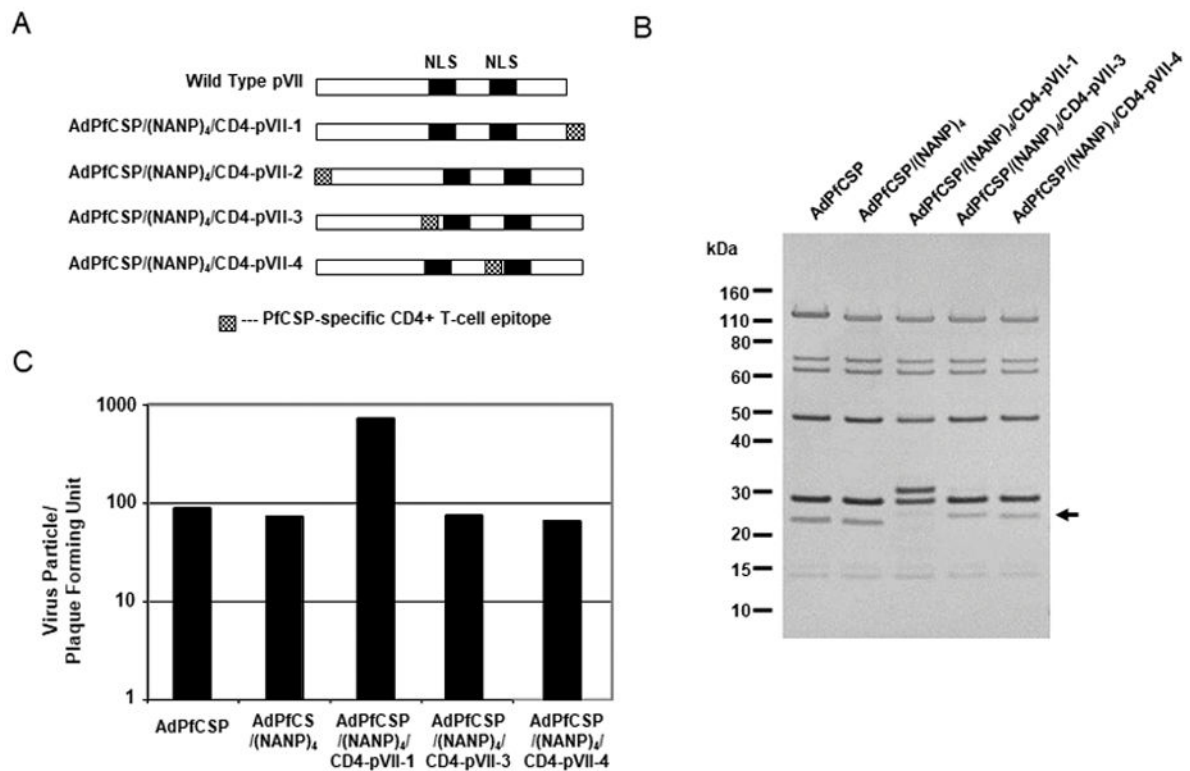 A
NLS NLS
Wild Type pVII
AdPfCSP/(NANP)₄/CD4-pVII-1
AdPfCSP/(NANP)₄/CD4-pVII-2
AdPfCSP/(NANP)₄/CD4-pVII-3
AdPfCSP/(NANP)₄/CD4-pVII-4
--- PfCSP-specific CD4+ T-cell epitope
B
AdPfCSP
AdPfCSP/(NANP)₄
AdPfCSP/(NANP)₄/CD4-pVII-1
AdPfCSP/(NANP)₄/CD4-pVII-3
AdPfCSP/(NANP)₄/CD4-pVII-4
kDa
160
110
80
60
50
40
30
20
15
10
C
Virus Particle/
Plaque Forming Unit
1000
100
10
1
AdPfCSP
AdPfCS
/(NANP)₄
AdPfCSP
/(NANP)₄/
CD4-pVII-1
AdPfCSP
/(NANP)₄/
CD4-pVII-3
AdPfCSP
/(NANP)₄/
CD4-pVII-4